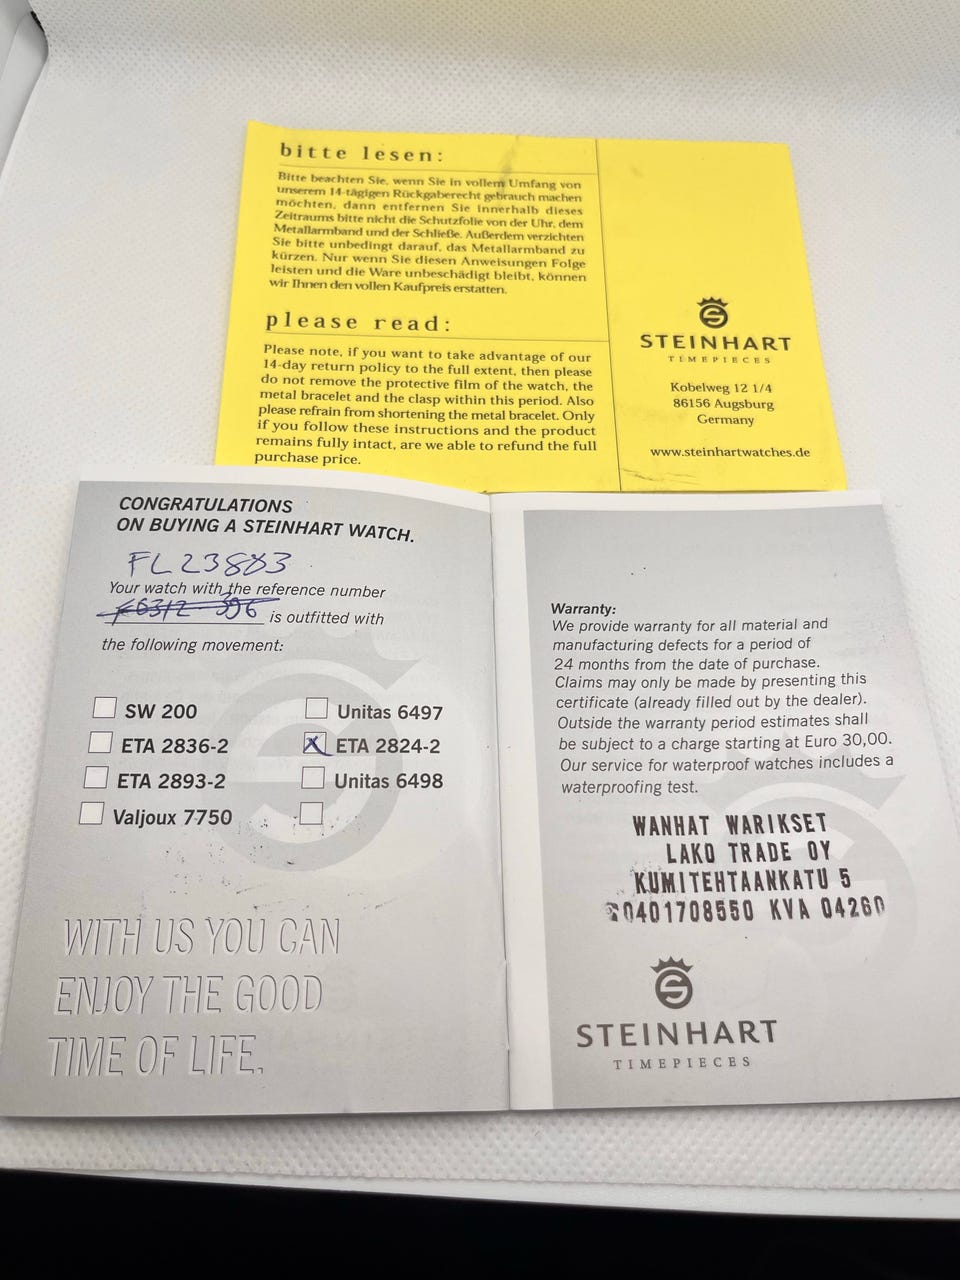 bitte lesen:
Bitte beachten Sie, wenn Sie in vollem Umfang von
unserem 14-tägigen Rückgaberecht gebrauch machen
möchten, dann entfernen Sie innerhalb dieses
Zeitraums bitte nicht die Schutzfolie von der Uhr, dem
Metallarmband und der Schließe. Außerdem verzichten
Sie bitte unbedingt darauf, das Metallarmband zu
kürzen. Nur wenn Sie diesen Anweisungen Folge
leisten und die Ware unbeschädigt bleibt, können
wir Ihnen den vollen Kaufpreis erstatten.
please read:
Please note, if you want to take advantage of our
14-day return policy to the full extent, then please
do not remove the protective film of the watch, the
metal bracelet and the clasp within this period. Also
please refrain from shortening the metal bracelet. Only
if you follow these instructions and the product
remains fully intact, are we able to refund the full
purchase price.
STEINHART
TIMEPIECES
Kobelweg 12 1/4
86156 Augsburg
Germany
www.steinhartwatches.de
CONGRATULATIONS
ON BUYING A STEINHART WATCH.
FL23883
Your watch with the reference number
is outfitted with
the following movement:
SW 200
Unitas 6497
ETA 2836-2
X ETA 2824-2
ETA 2893-2
Unitas 6498
Valjoux 7750
WITH US YOU CAN
ENJOY THE GOOD
TIME OF LIFE.
Warranty:
We provide warranty for all material and
manufacturing defects for a period of
24 months from the date of purchase.
Claims may only be made by presenting this
certificate (already filled out by the dealer).
Outside the warranty period estimates shall
be subject to a charge starting at Euro 30,00.
Our service for waterproof watches includes a
waterproofing test.
WANHAT WARIKSET
LAKO TRADE OY
KUMITEHTAANKATU 5
☎0401708550 KVA 04260
STEINHART
TIMEPIECES